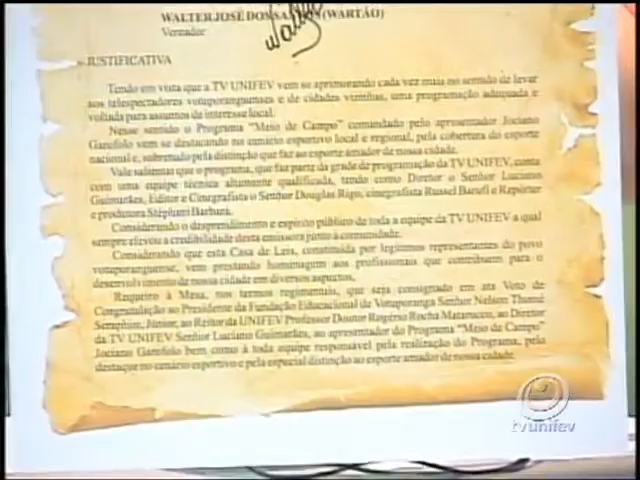 WALTER JOSÉ DOS SANTOS (WARTÃO)
Vereador
JUSTIFICATIVA
Tendo em vista que a TV UNIFEV vem se aprimorando cada vez mais no sentido de levar
aos telespectadores votuporanguenses e de cidades vizinhas, uma programação adequada e
voltada para assuntos de interesse local.
Nesse sentido o Programa "Meio de Campo" comandado pelo apresentador Jociano
Garofolo vem se destacando no cenário esportivo local e regional, pela cobertura do esporte
nacional e, sobretudo pela distinção que faz ao esporte amador de nossa cidade.
Vale salientar que o programa, que faz parte da grade de programação da TV UNIFEV, conta
com uma equipe técnica altamente qualificada, tendo como Diretor o Senhor Luciano
Guimarães, Editor e Cinegrafista o Senhor Douglas Rigo, cinegrafista Russel Barufi e Repórter
e produtora Stéphani Barbara.
Considerando o desprendimento e espírito público de toda a equipe da TV UNIFEV a qual
sempre elevou a credibilidade desta emissora junto à comunidade.
Considerando que esta Casa de Leis, constituída por legítimos representantes do povo
votuporanguense, vem prestando homenagem aos profissionais que contribuem para o
desenvolvimento de nossa cidade em diversos aspectos.
Requeiro à Mesa, nos termos regimentais, que seja consignado em ata Voto de
Congratulação ao Presidente da Fundação Educacional de Votuporanga Senhor Nelson Thomé
Seraphim Júnior, ao Reitor da UNIFEV Professor Doutor Rogério Rocha Matarucco, ao Diretor
da TV UNIFEV Senhor Luciano Guimarães, ao apresentador do Programa "Meio de Campo"
Jociano Garofolo bem como à toda equipe responsável pela realização do Programa, pelo
destaque no cenário esportivo e pela especial distinção ao esporte amador de nossa cidade.
tvunifev